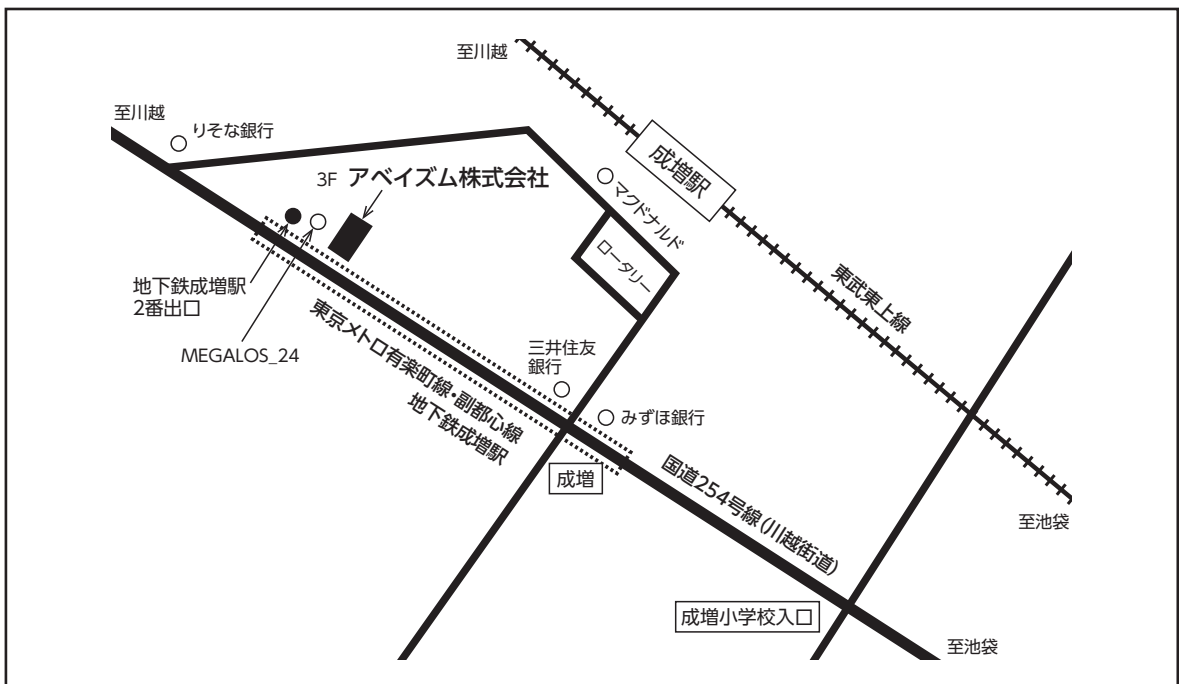 至川越
至川越
りそな銀行
3F アベイズム株式会社
成増駅
マクドナルド
ロータリー
地下鉄成増駅
2番出口
MEGALOS_24
東武東上線
東京メトロ有楽町線・副都心線
地下鉄成増駅
三井住友
銀行
みずほ銀行
成増
国道254号線(川越街道)
至池袋
成増小学校入口
至池袋